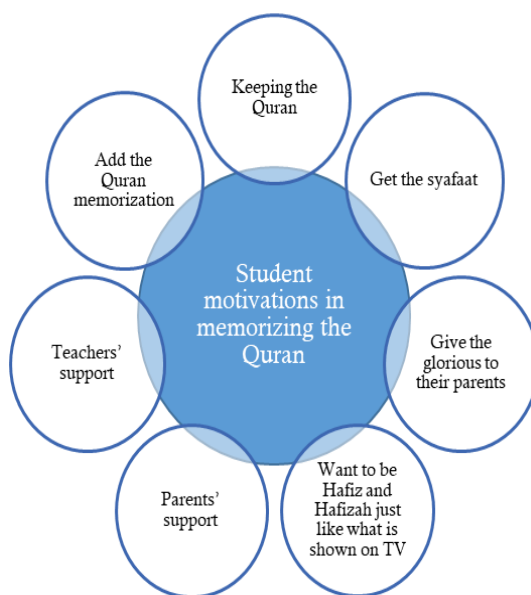 Keeping the
Quran
Get the syafaat
Give the
glorious to
their parents
Want to be
Hafiz and
Hafizah just
like what is
shown on TV
Parents'
support
Teachers'
support
Add the
Quran
memorization
Student
motivations in
memorizing the
Quran